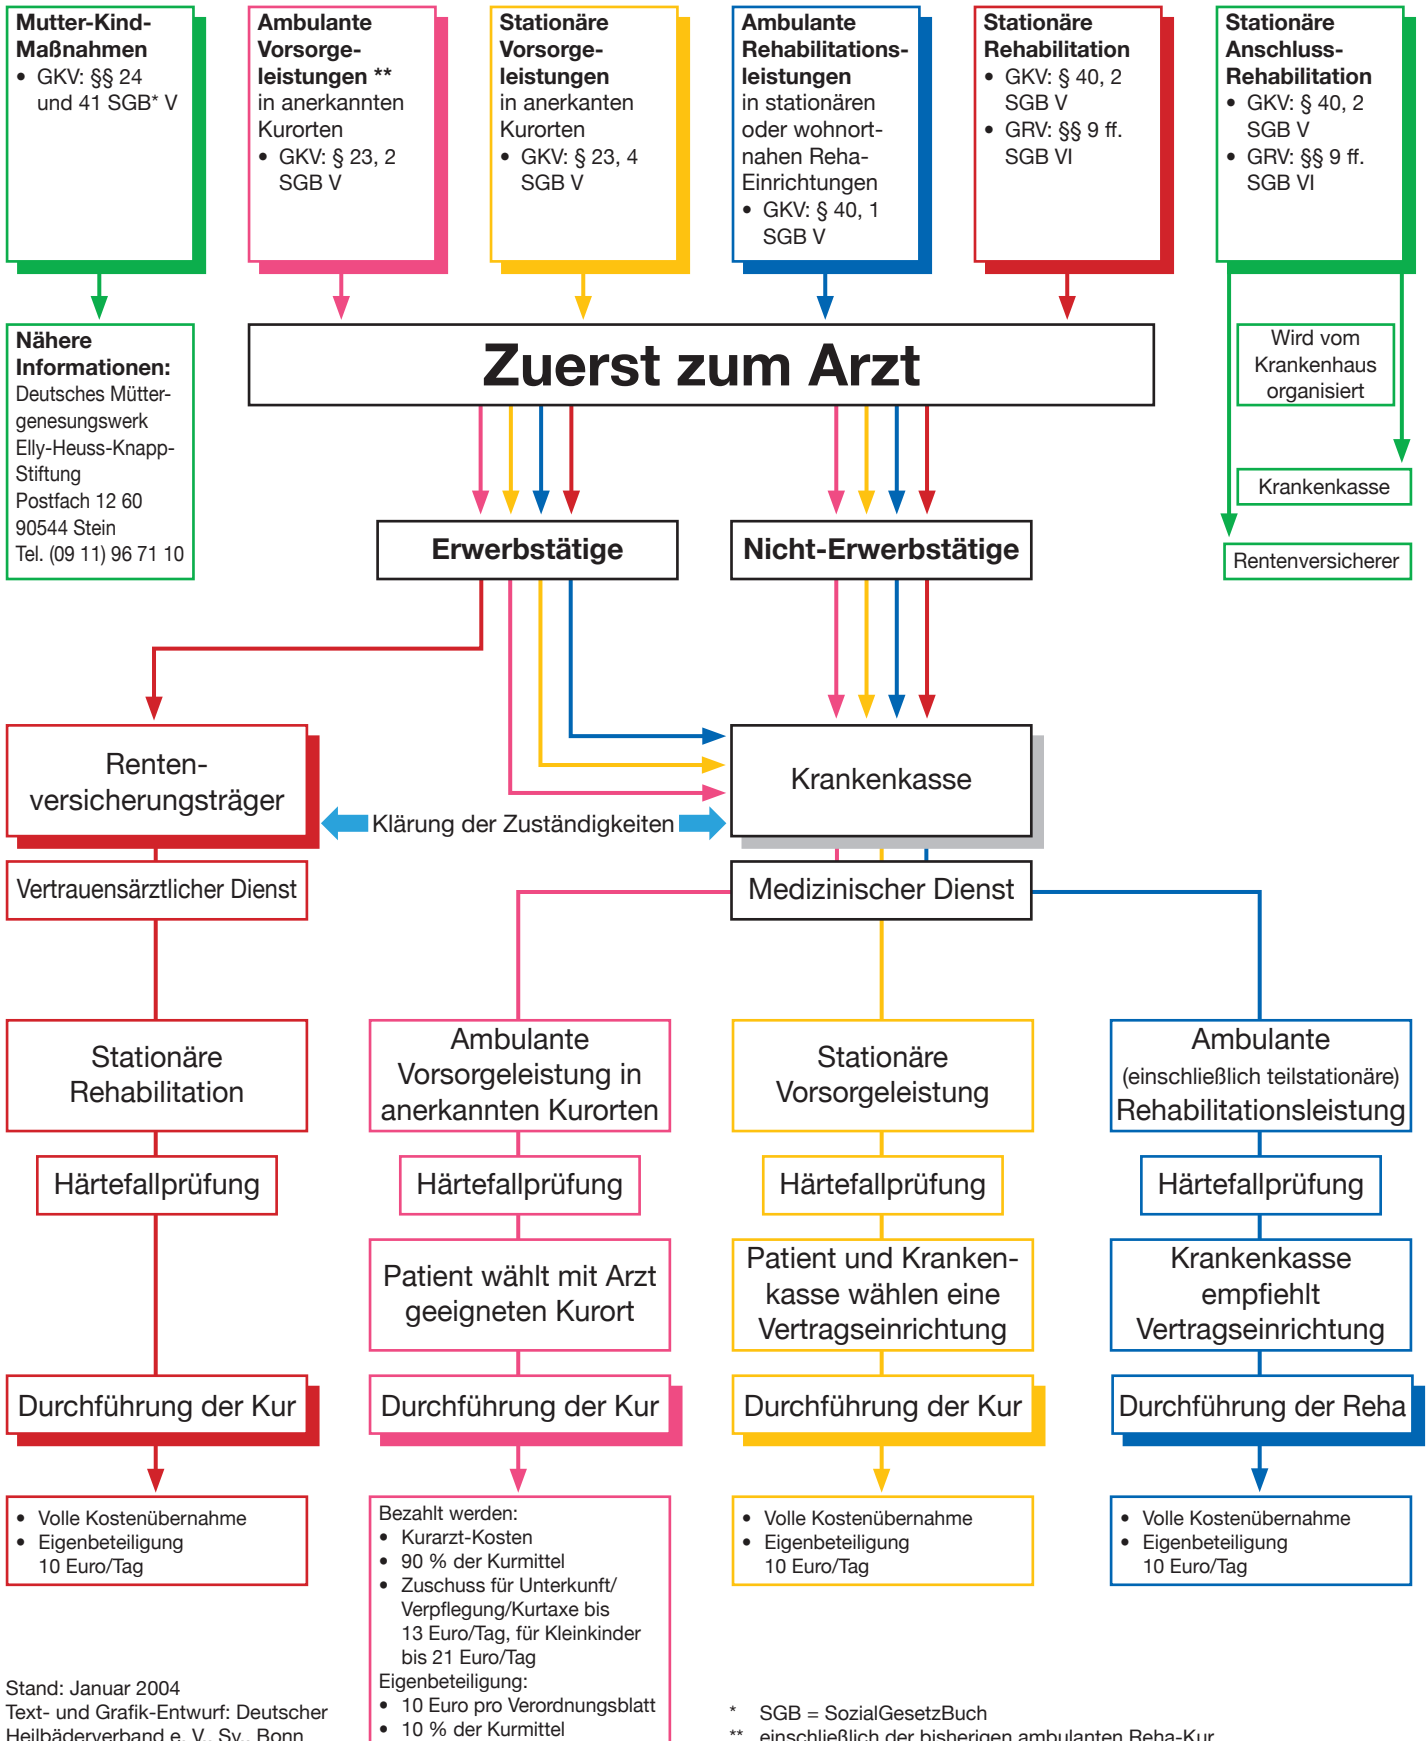 Mutter-Kind-
Maßnahmen
• GKV: §§ 24
und 41 SGB* V
Ambulante
Vorsorge-
leistungen **
in anerkannten
Kurorten
• GKV: § 23, 2
SGB V
Stationäre
Vorsorge-
leistungen
in anerkanten
Kurorten
• GKV: § 23, 4
SGB V
Ambulante
Rehabilitations-
leistungen
in stationären
oder wohnort-
nahen Reha-
Einrichtungen
• GKV: § 40, 1
SGB V
Stationäre
Rehabilitation
• GKV: § 40, 2
SGB V
• GRV: §§ 9 ff.
SGB VI
Stationäre
Anschluss-
Rehabilitation
• GKV: § 40, 2
SGB V
• GRV: §§ 9 ff.
SGB VI
Nähere
Informationen:
Deutsches Mütter-
genesungswerk
Elly-Heuss-Knapp-
Stiftung
Postfach 12 60
90544 Stein
Tel. (09 11) 96 71 10
Zuerst zum Arzt
Wird vom
Krankenhaus
organisiert
Krankenkasse
Rentenversicherer
Erwerbstätige
Nicht-Erwerbstätige
Renten-
versicherungsträger
Klärung der Zuständigkeiten
Krankenkasse
Vertrauensärztlicher Dienst
Medizinischer Dienst
Stationäre
Rehabilitation
Ambulante
Vorsorgeleistung in
anerkannten Kurorten
Stationäre
Vorsorgeleistung
Ambulante
(einschließlich teilstationäre)
Rehabilitationsleistung
Härtefallprüfung
Härtefallprüfung
Härtefallprüfung
Härtefallprüfung
Patient wählt mit Arzt
geeigneten Kurort
Patient und Kranken-
kasse wählen eine
Vertragseinrichtung
Krankenkasse
empfiehlt
Vertragseinrichtung
Durchführung der Kur
Durchführung der Kur
Durchführung der Kur
Durchführung der Reha
• Volle Kostenübernahme
• Eigenbeteiligung
10 Euro/Tag
Bezahlt werden:
• Kurarzt-Kosten
• 90 % der Kurmittel
• Zuschuss für Unterkunft/
Verpflegung/Kurtaxe bis
13 Euro/Tag, für Kleinkinder
bis 21 Euro/Tag
Eigenbeteiligung:
• 10 Euro pro Verordnungsblatt
• 10 % der Kurmittel
• Volle Kostenübernahme
• Eigenbeteiligung
10 Euro/Tag
• Volle Kostenübernahme
• Eigenbeteiligung
10 Euro/Tag
Stand: Januar 2004
Text- und Grafik-Entwurf: Deutscher
Heilbäderverband e. V., Sv., Bonn
* SGB = SozialGesetzBuch
** einschließlich der bisherigen ambulanten Reha-Kur